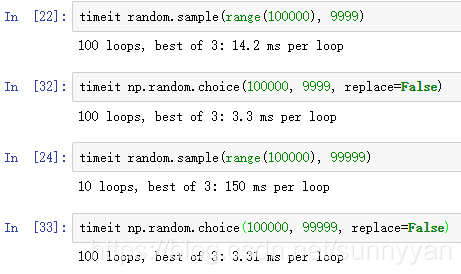 In [22]: timeit random.sample(range(100000), 9999)
100 loops, best of 3: 14.2 ms per loop
In [32]: timeit np.random.choice(100000, 9999, replace=False)
100 loops, best of 3: 3.3 ms per loop
In [24]: timeit random.sample(range(100000), 99999)
10 loops, best of 3: 150 ms per loop
In [33]: timeit np.random.choice(100000, 99999, replace=False)
100 loops, best of 3: 3.31 ms per loop
https://blog.csdn.net/sunnyyan